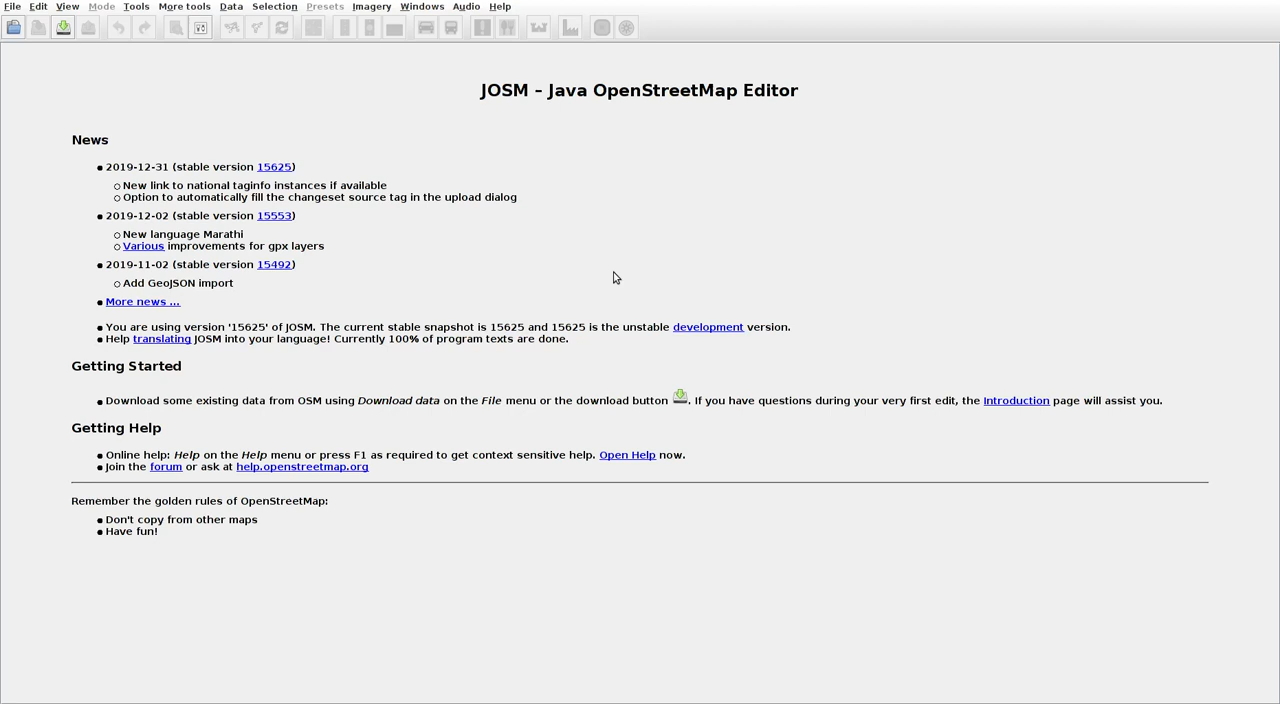 File Edit View Mode Tools More tools Data Selection Presets Imagery Windows Audio Help
JOSM – Java OpenStreetMap Editor
News
2019-12-31 (stable version 15625)
New link to national taginfo instances if available
Option to automatically fill the changeset source tag in the upload dialog
2019-12-02 (stable version 15553)
New language Marathi
Various improvements for gpx layers
2019-11-02 (stable version 15492)
Add GeoJSON import
More news ...
You are using version '15625' of JOSM. The current stable snapshot is 15625 and 15625 is the unstable development version.
Help translating JOSM into your language! Currently 100% of program texts are done.
Getting Started
Download some existing data from OSM using Download data on the File menu or the download button . If you have questions during your very first edit, the Introduction page will assist you.
Getting Help
Online help: Help on the Help menu or press F1 as required to get context sensitive help. Open Help now.
Join the forum or ask at help.openstreetmap.org
Remember the golden rules of OpenStreetMap:
Don't copy from other maps
Have fun!